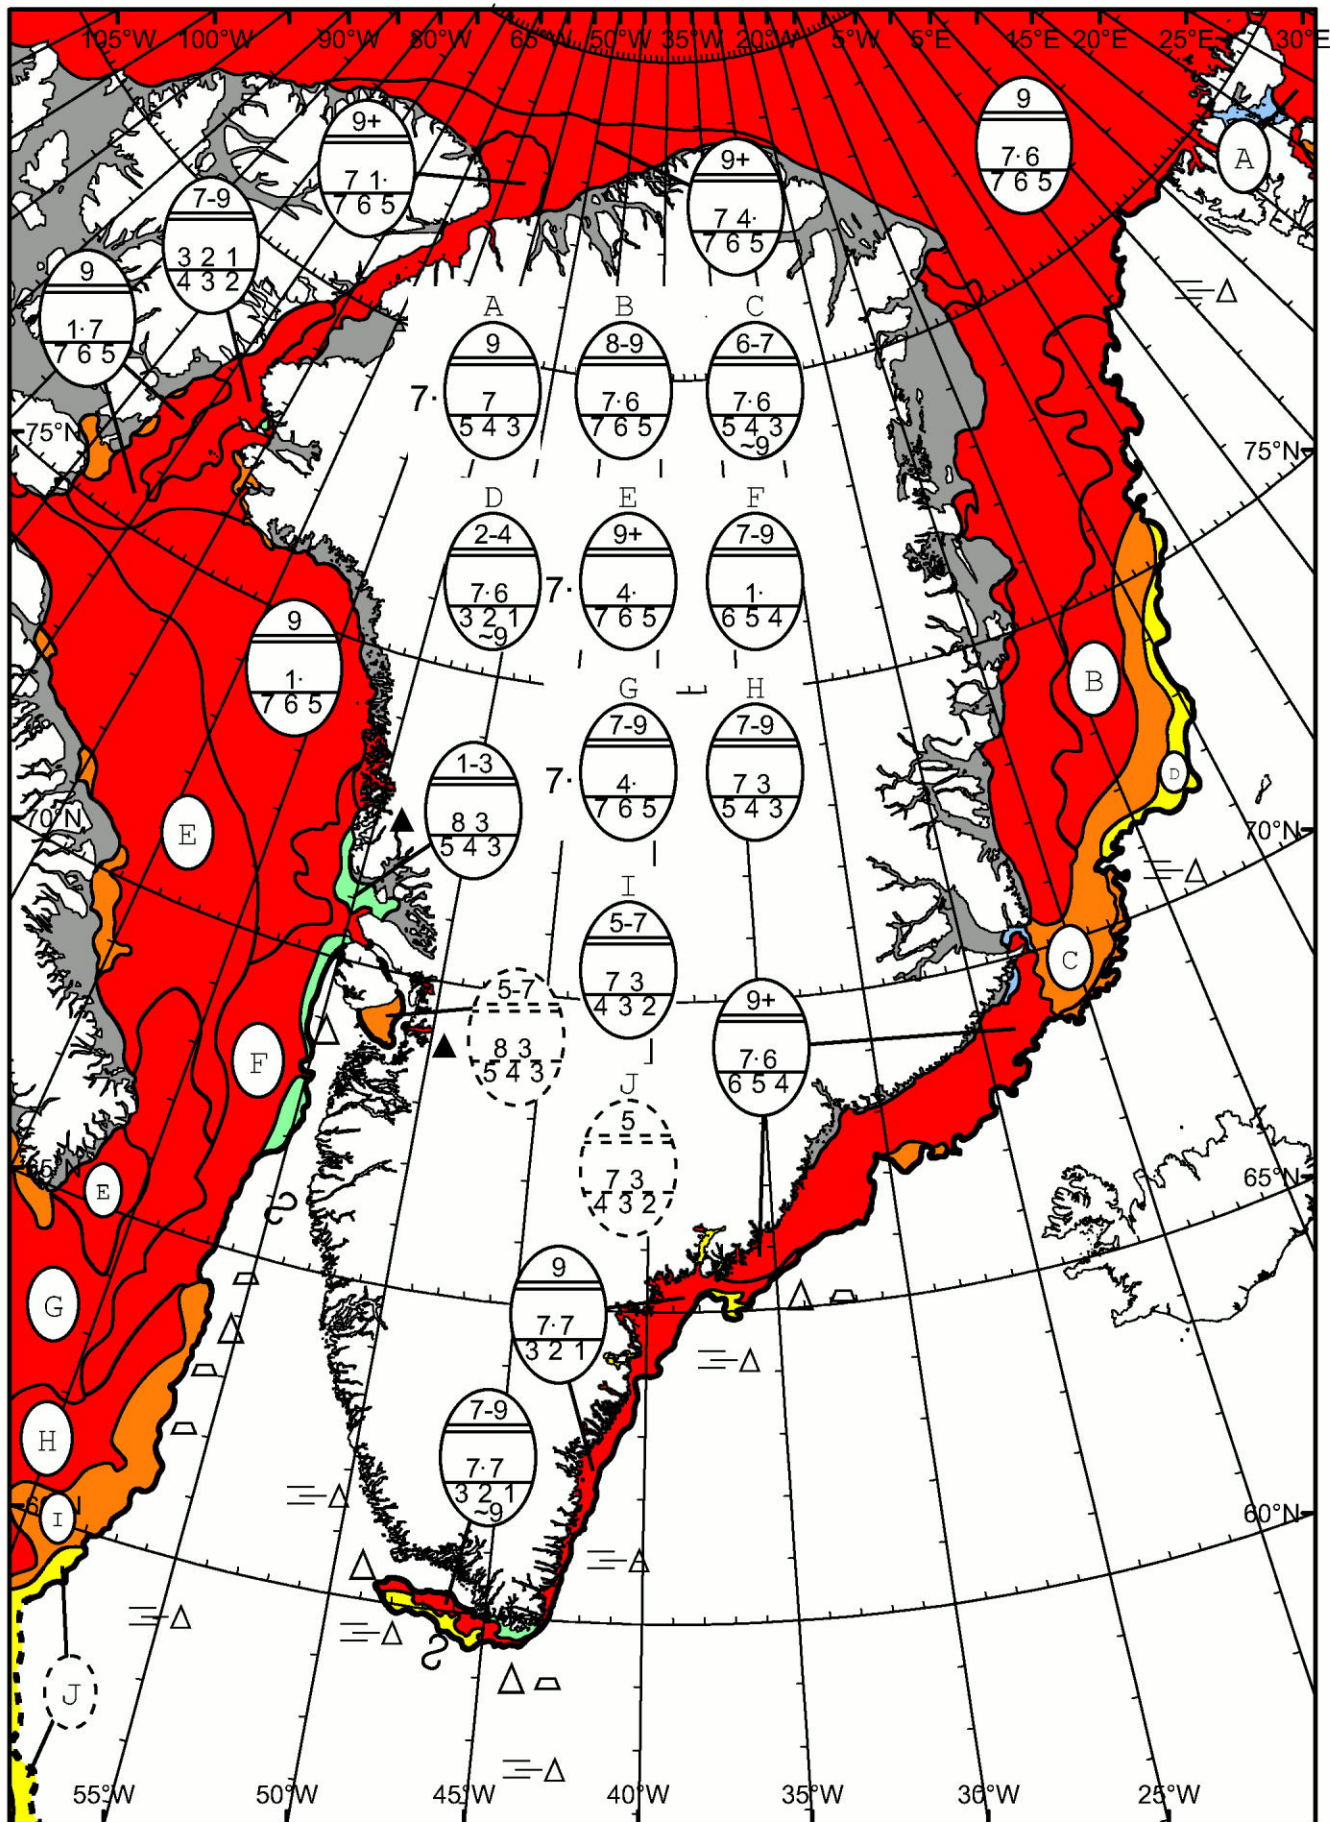 105°W 100°W 90°W 80°W 65°W 50°W 35°W 20°W 5°W 5°E 15°E 20°E 25°E 30°E
9+
7 1·
7 6 5
9+
7 4·
7 6 5
9
7·6
7 6 5
A
7-9
3 2 1
4 3 2
9
1·7
7 6 5
75°N
75°N
A B C
9
7· 7
5 4 3
8-9
7·6
7 6 5
6-7
7·6
5 4 3
~9
D E F
2-4
7·6
3 2 1
~9
9+
7· 4·
7 6 5
7-9
1·
6 5 4
G H
7-9
7· 4·
7 6 5
7-9
7 3
5 4 3
I
5-7
7 3
4 3 2
J
5
7 3
4 3 2
9
1·
7 6 5
1-3
8 3
5 4 3
5-7
8 3
5 4 3
9+
7·6
6 5 4
9
7·7
3 2 1
7-9
7·7
3 2 1
~9
B
D
C
70°N
70°N
E
F
E
G
H
I
J
65°N
65°N
60°N
60°N
55°W 50°W 45°W 40°W 35°W 30°W 25°W